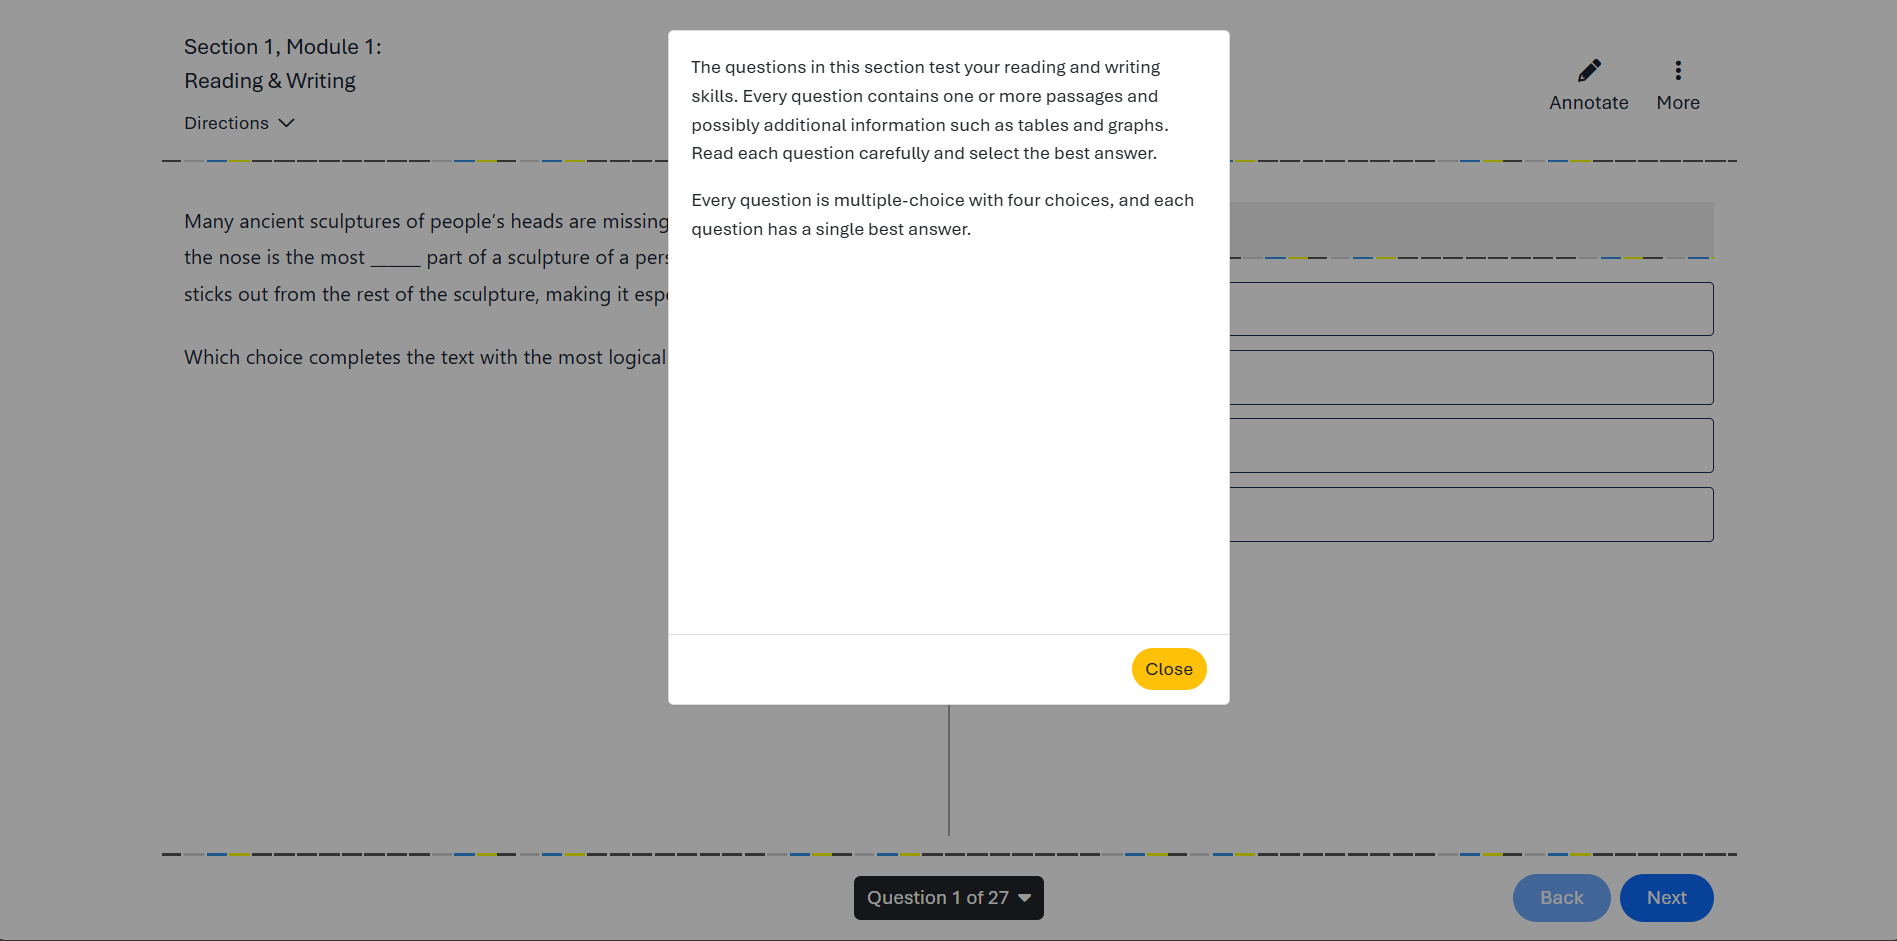 Section 1, Module 1:
Reading & Writing
Directions
Annotate
More
The questions in this section test your reading and writing
skills. Every question contains one or more passages and
possibly additional information such as tables and graphs.
Read each question carefully and select the best answer.
Every question is multiple-choice with four choices, and each
question has a single best answer.
Close
Many ancient sculptures of people's heads are missing
the nose is the most ______ part of a sculpture of a
sticks out from the rest of the sculpture, making it
Which choice completes the text with the most logical
Question 1 of 27
Back
Next